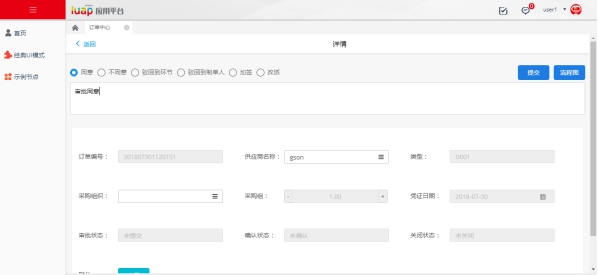 iuap 应用平台
0
user1
首页
经典UI模式
示例节点
订单中心
返回
详情
同意
不同意
驳回到环节
驳回到制单人
加签
改派
提交
流程图
审批同意
订单编号：
供应商名称：
gson
类型：
D001
采购组织：
采购组：
-
1.00
+
凭证日期：
2018-07-30
审批状态：
未提交
确认状态：
未确认
关闭状态：
未关闭